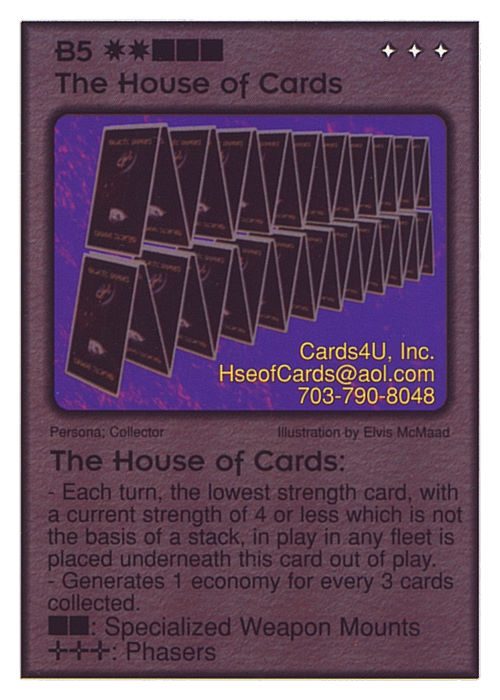 B5
The House of Cards
Cards4U, Inc.
HseofCards@aol.com
703-790-8048
Persona; Collector Illustration by Elvis McMaad
The House of Cards:
- Each turn, the lowest strength card, with
a current strength of 4 or less which is not
the basis of a stack, in play in any fleet is
placed underneath this card out of play.
- Generates 1 economy for every 3 cards
collected.
: Specialized Weapon Mounts
: Phasers